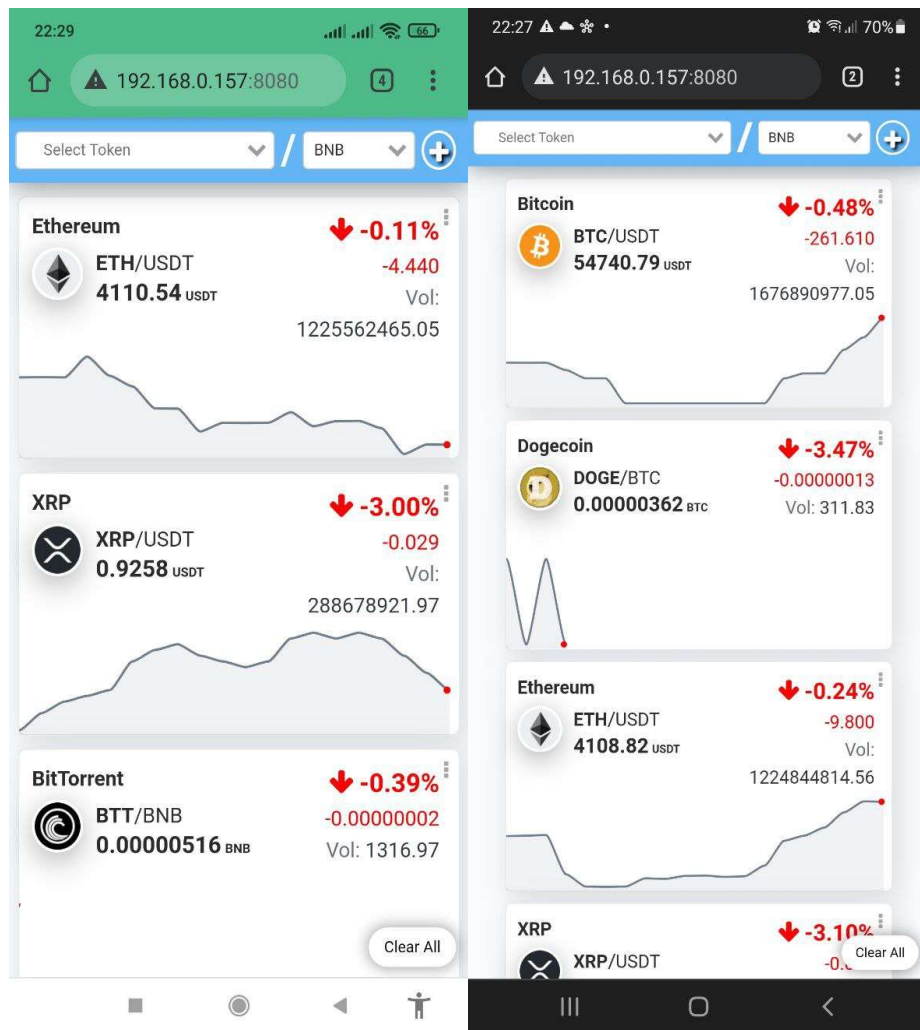 22:29
66
192.168.0.157:8080
4
Select Token
/
BNB
Ethereum
-0.11%
ETH/USDT
-4.440
4110.54 USDT
Vol:
1225562465.05
XRP
-3.00%
XRP/USDT
-0.029
0.9258 USDT
Vol:
288678921.97
BitTorrent
-0.39%
BTT/BNB
-0.00000002
0.00000516 BNB
Vol: 1316.97
Clear All
22:27
70%
192.168.0.157:8080
2
Select Token
/
BNB
Bitcoin
-0.48%
BTC/USDT
-261.610
54740.79 USDT
Vol:
1676890977.05
Dogecoin
-3.47%
DOGE/BTC
-0.00000013
0.00000362 BTC
Vol: 311.83
Ethereum
-0.24%
ETH/USDT
-9.800
4108.82 USDT
Vol:
1224844814.56
XRP
-3.10%
XRP/USDT
Clear All